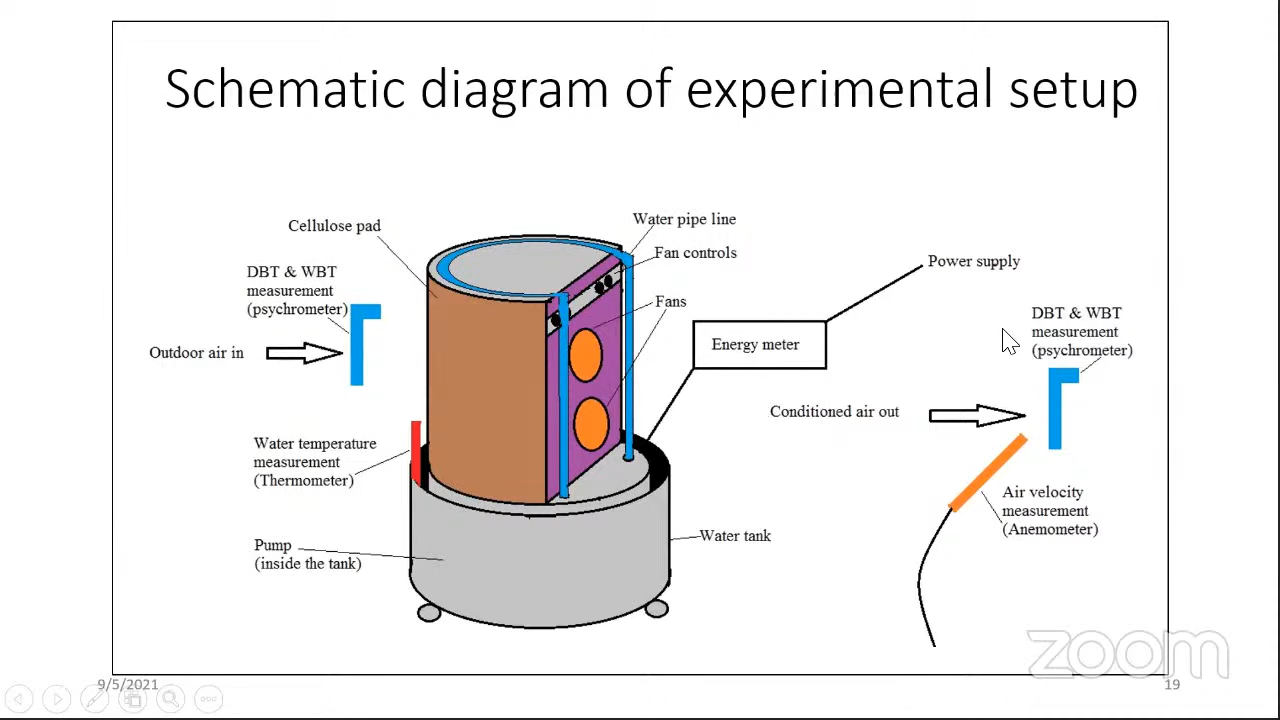 Schematic diagram of experimental setup
Water pipe line
Cellulose pad
Fan controls
Power supply
DBT & WBT
measurement
(psychrometer)
Fans
DBT & WBT
measurement
(psychrometer)
Energy meter
Outdoor air in
Conditioned air out
Water temperature
measurement
(Thermometer)
Air velocity
measurement
(Anemometer)
Water tank
Pump
(inside the tank)
zoom
9/5/2021
19